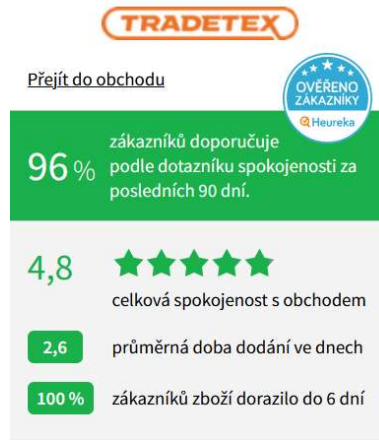 TRADETEX
Přejít do obchodu
OVĚŘENO
ZÁKAZNÍKY
Heureka
96 %
zákazníků doporučuje
podle dotazníku spokojenosti za
posledních 90 dní.
4,8
celková spokojenost s obchodem
2,6 průměrná doba dodání ve dnech
100 % zákazníků zboží dorazilo do 6 dní